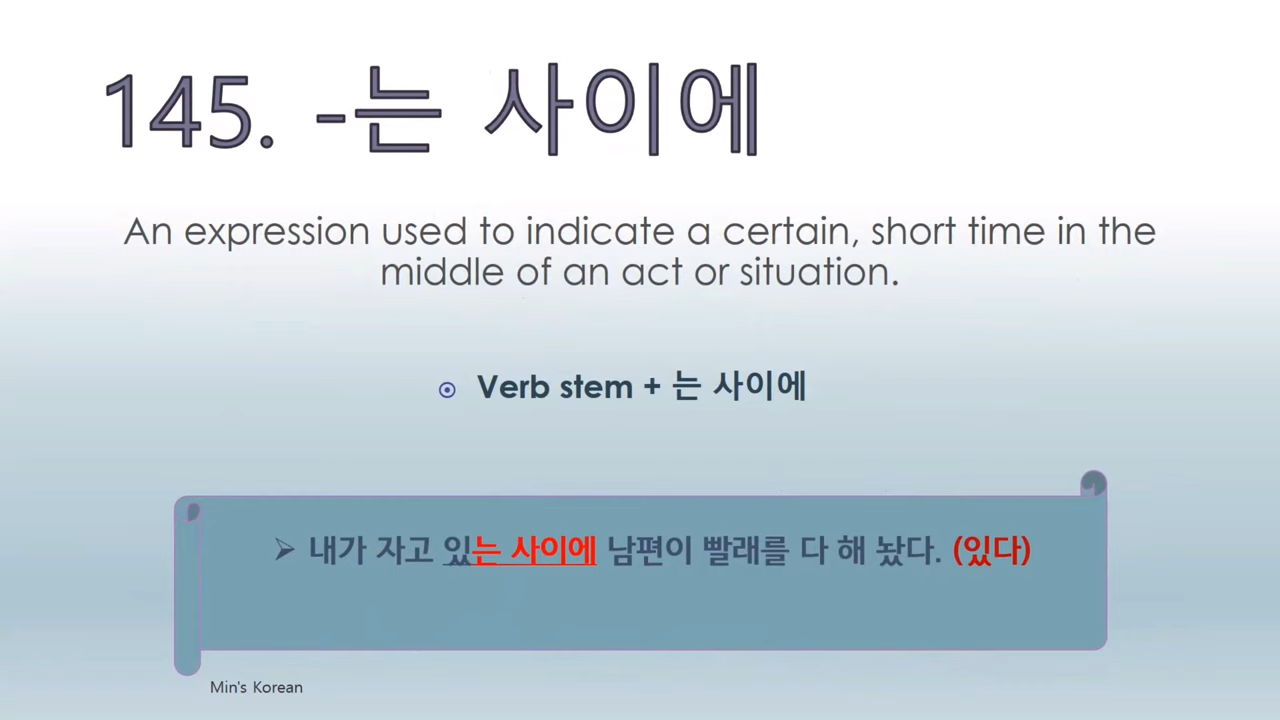 145. -는 사이에
An expression used to indicate a certain, short time in the
middle of an act or situation.
Verb stem + 는 사이에
내가 자고 있는 사이에 남편이 빨래를 다 해 놨다. (있다)
Min's Korean